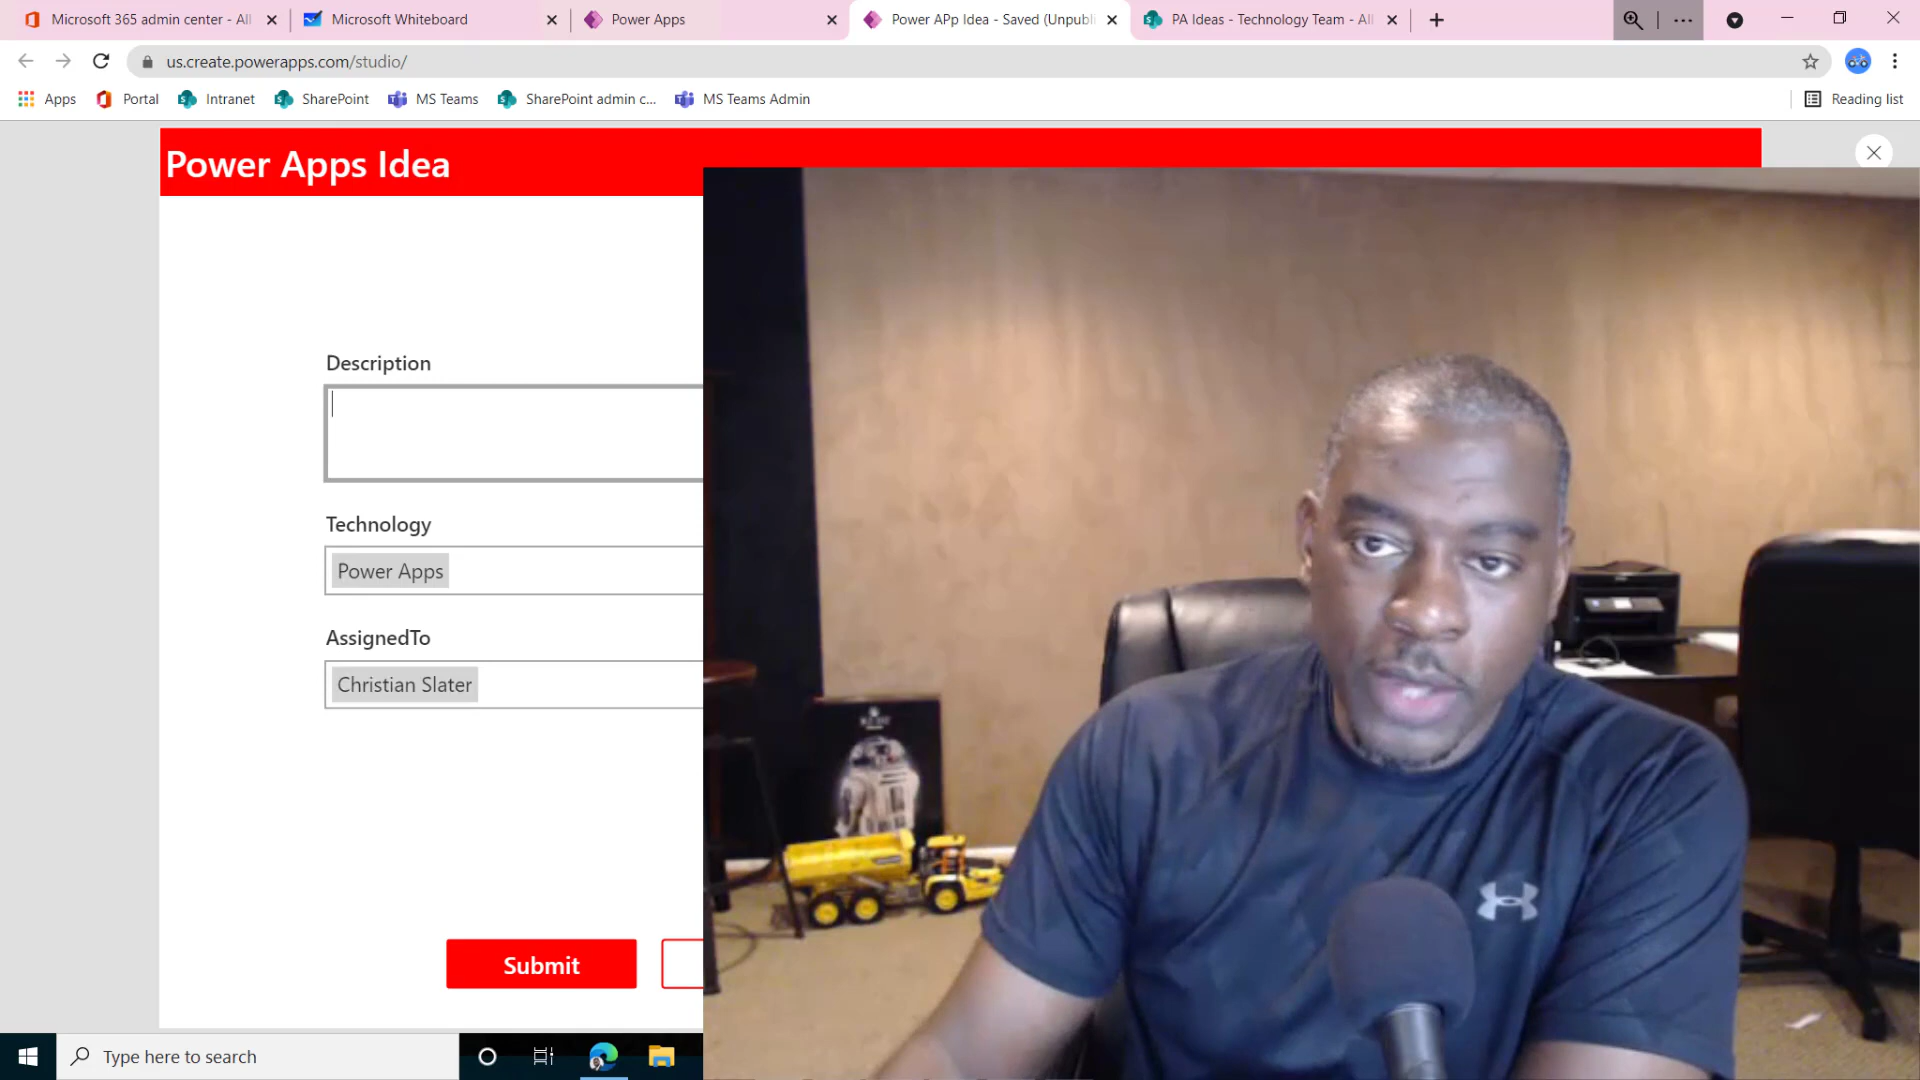 Microsoft 365 admin center - All
Microsoft Whiteboard
Power Apps
Power APp Idea - Saved (Unpubli
PA Ideas - Technology Team - All
us.create.powerapps.com/studio/
Apps
Portal
Intranet
SharePoint
MS Teams
SharePoint admin c...
MS Teams Admin
Reading list
Power Apps Idea
Description
Technology
Power Apps
AssignedTo
Christian Slater
Submit
Type here to search